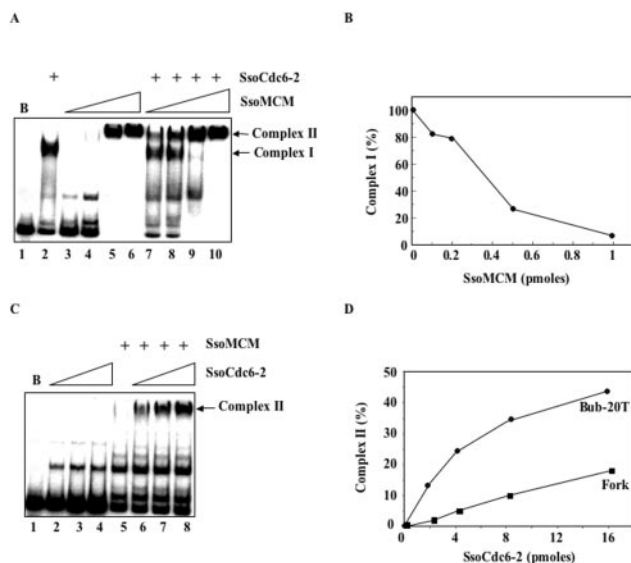 A
+
+ + + +
SsoCdc6-2
B
SsoMCM
Complex II
Complex I
1 2 3 4 5 6 7 8 9 10
B
Complex I (%)
100
80
60
40
20
0
0 0.2 0.4 0.6 0.8 1
SsoMCM (pmoles)
C
+ + + +
SsoMCM
B
SsoCdc6-2
Complex II
1 2 3 4 5 6 7 8
D
Complex II (%)
50
40
30
20
10
0
Bub-20T
Fork
0 4 8 12 16
SsoCdc6-2 (pmoles)